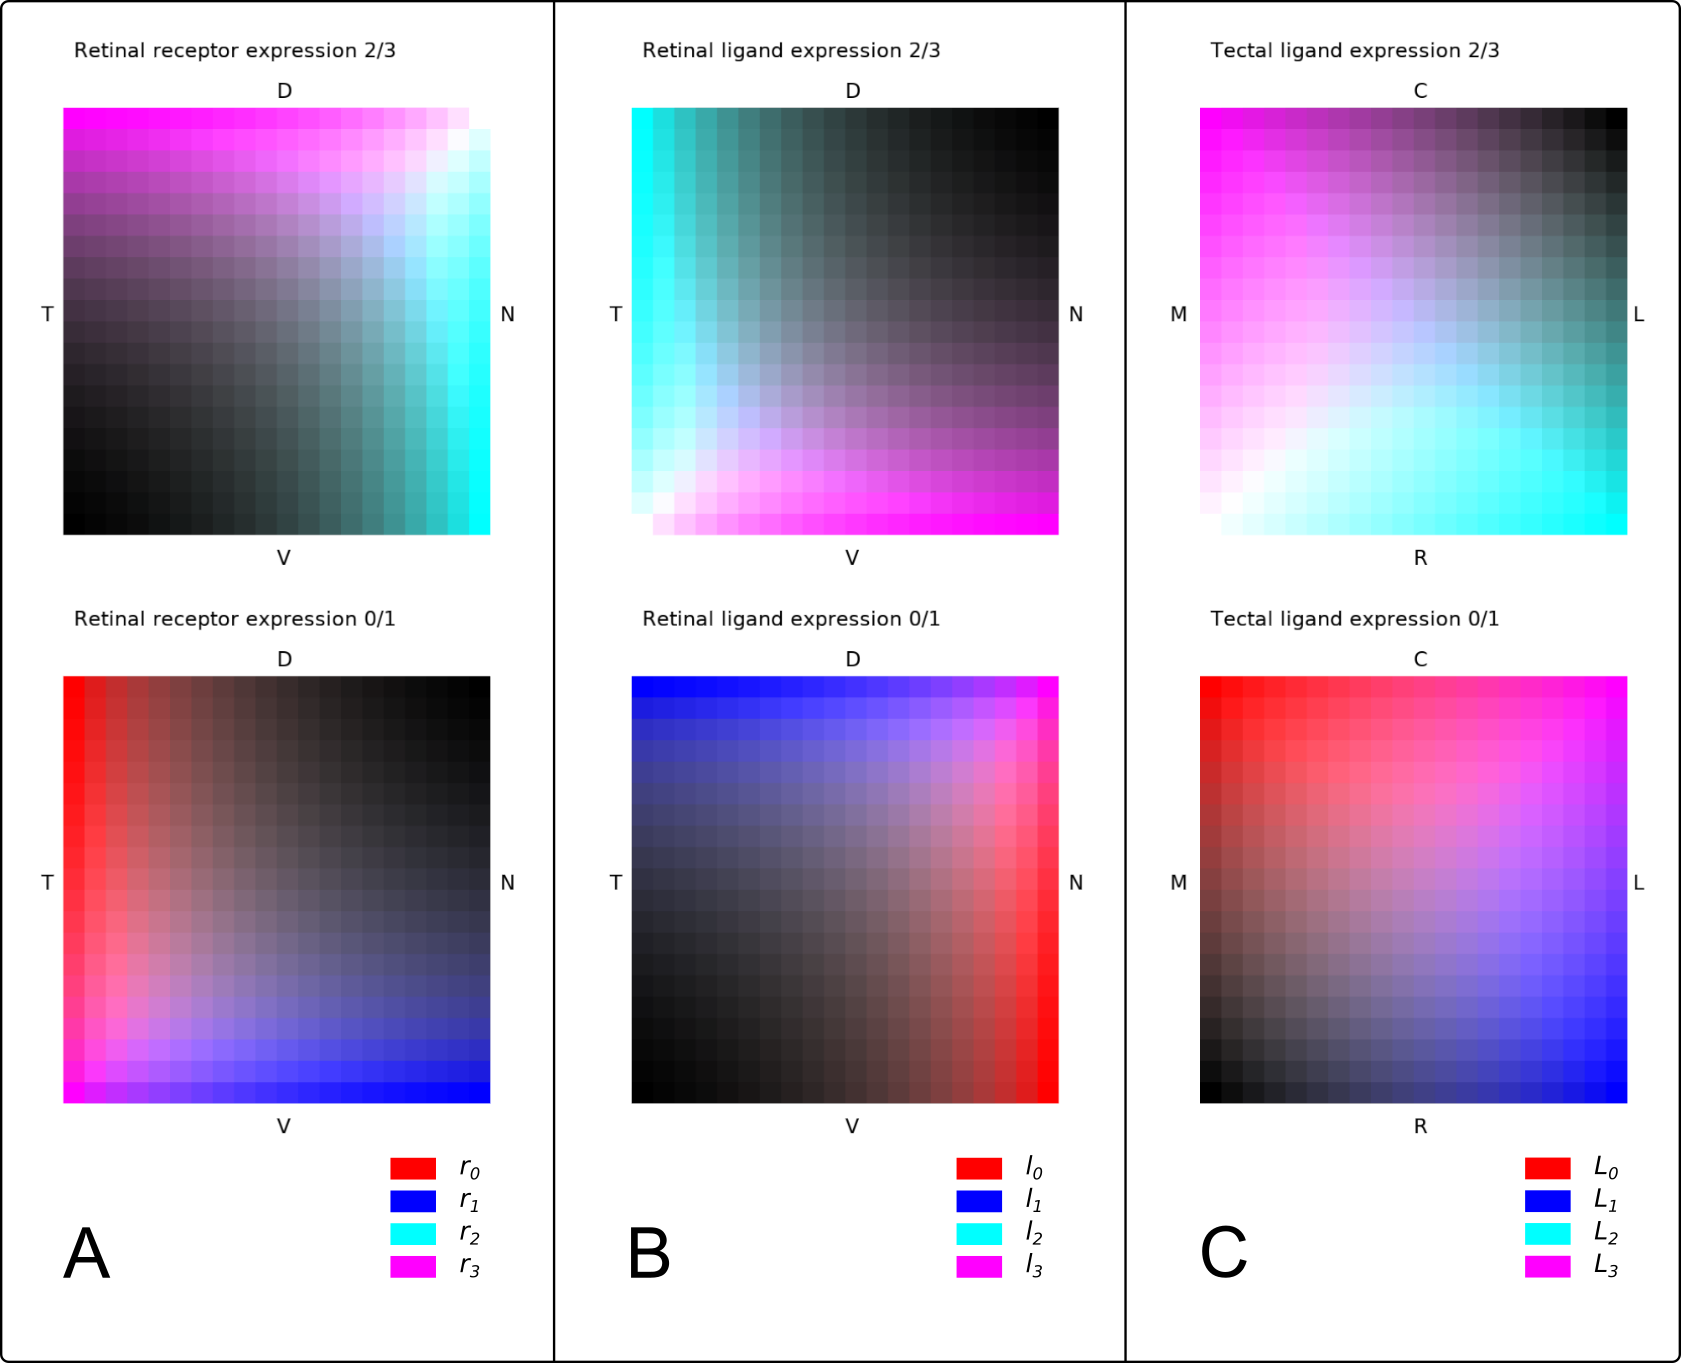 Retinal receptor expression 2/3
D
T
N
V
Retinal receptor expression 0/1
D
T
N
V
r0
r1
r2
r3
A
Retinal ligand expression 2/3
D
T
N
V
Retinal ligand expression 0/1
D
T
N
V
l0
l1
l2
l3
B
Tectal ligand expression 2/3
C
M
L
R
Tectal ligand expression 0/1
C
M
L
R
L0
L1
L2
L3
C